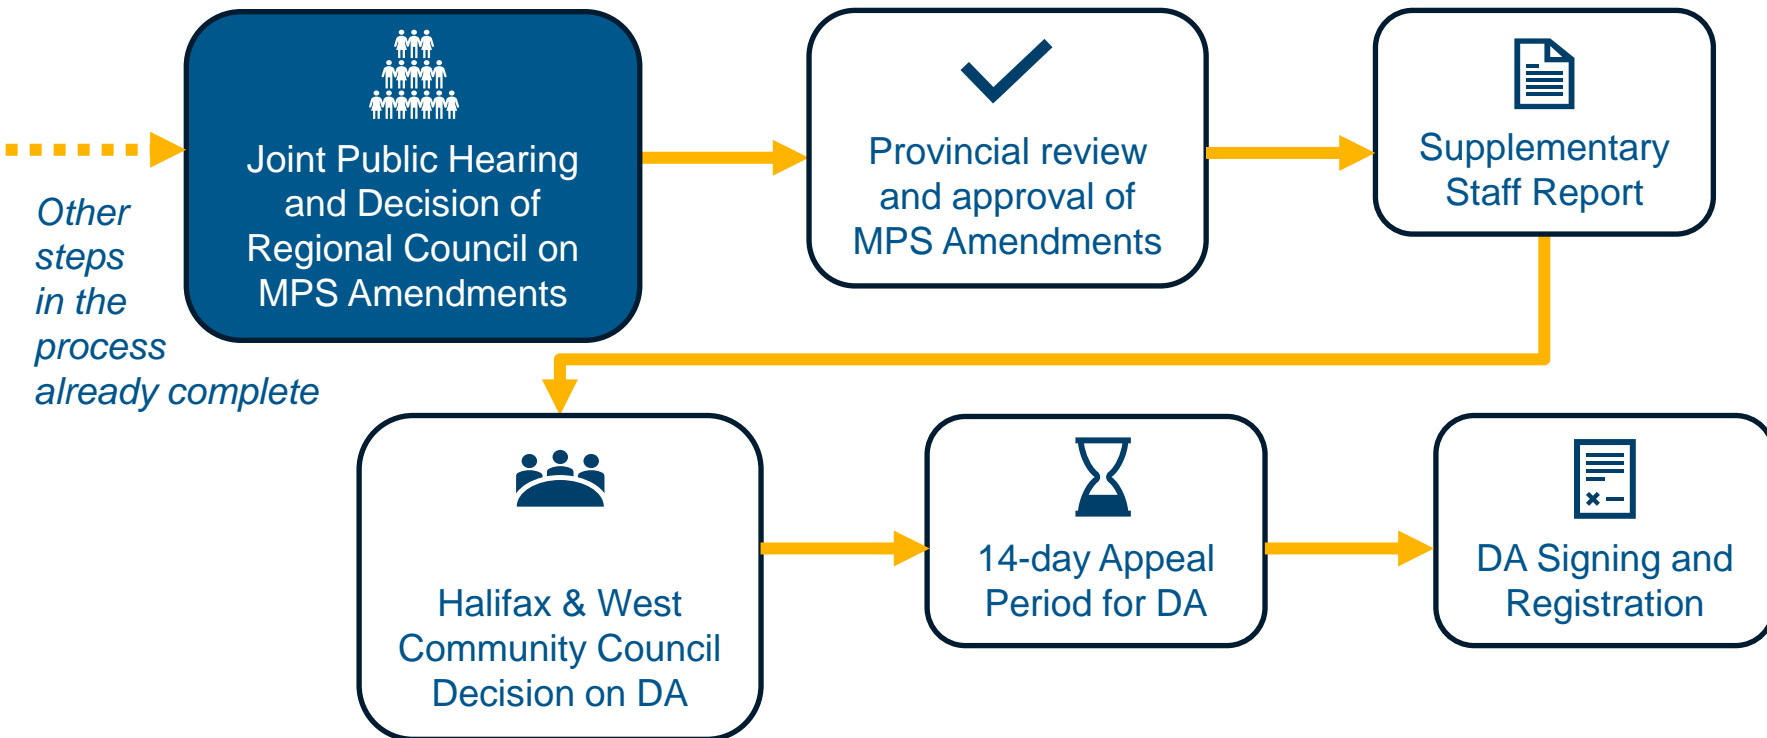 Joint Public Hearing
and Decision of
Regional Council on
MPS Amendments
Provincial review
and approval of
MPS Amendments
Supplementary
Staff Report
Other
steps
in the
process
already complete
Halifax & West
Community Council
Decision on DA
14-day Appeal
Period for DA
DA Signing and
Registration